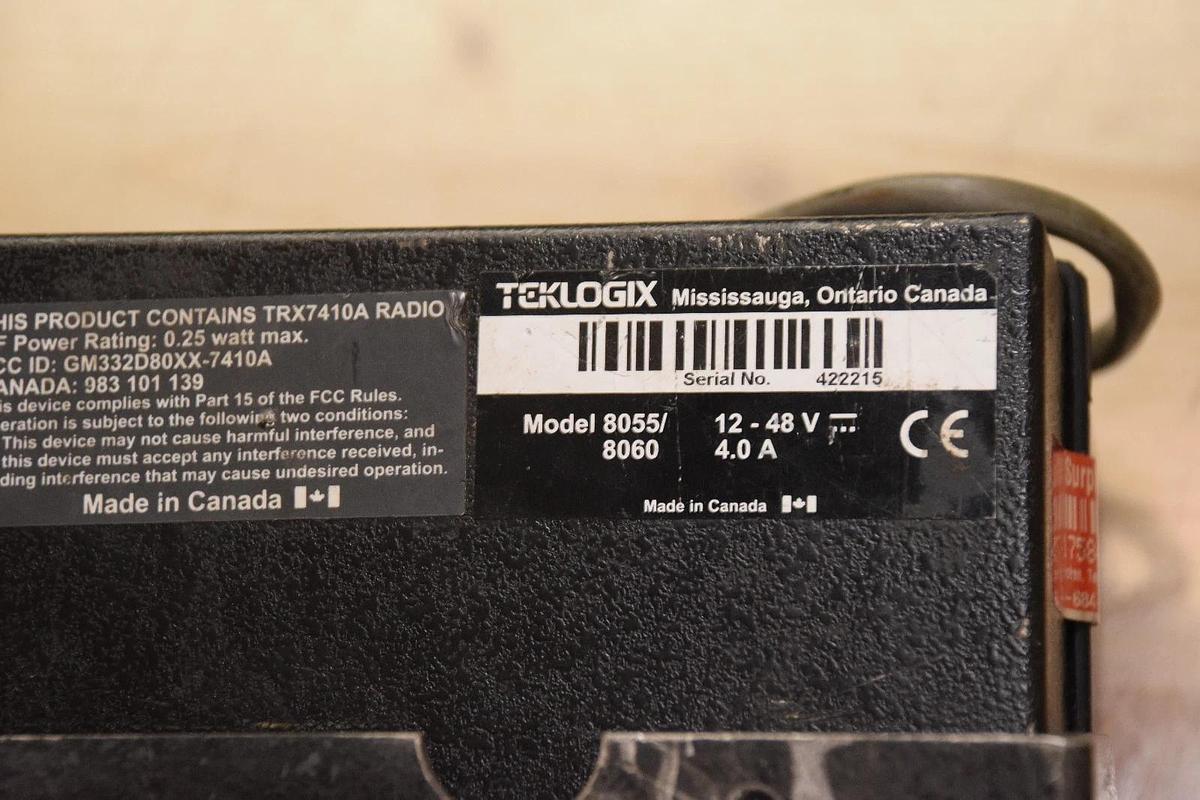 HIS PRODUCT CONTAINS TRX7410A RADIO
F Power Rating: 0.25 watt max.
CC ID: GM332D80XX-7410A
ANADA: 983 101 139
is device complies with Part 15 of the FCC Rules.
eration is subject to the following two conditions:
This device may not cause harmful interference, and
this device must accept any interference received, in-
ding interference that may cause undesired operation.
Made in Canada
TEKLOGIX Mississauga, Ontario Canada
Serial No. 422215
Model 8055/ 12 - 48 V
8060 4.0 A
CE
Made in Canada
Surp